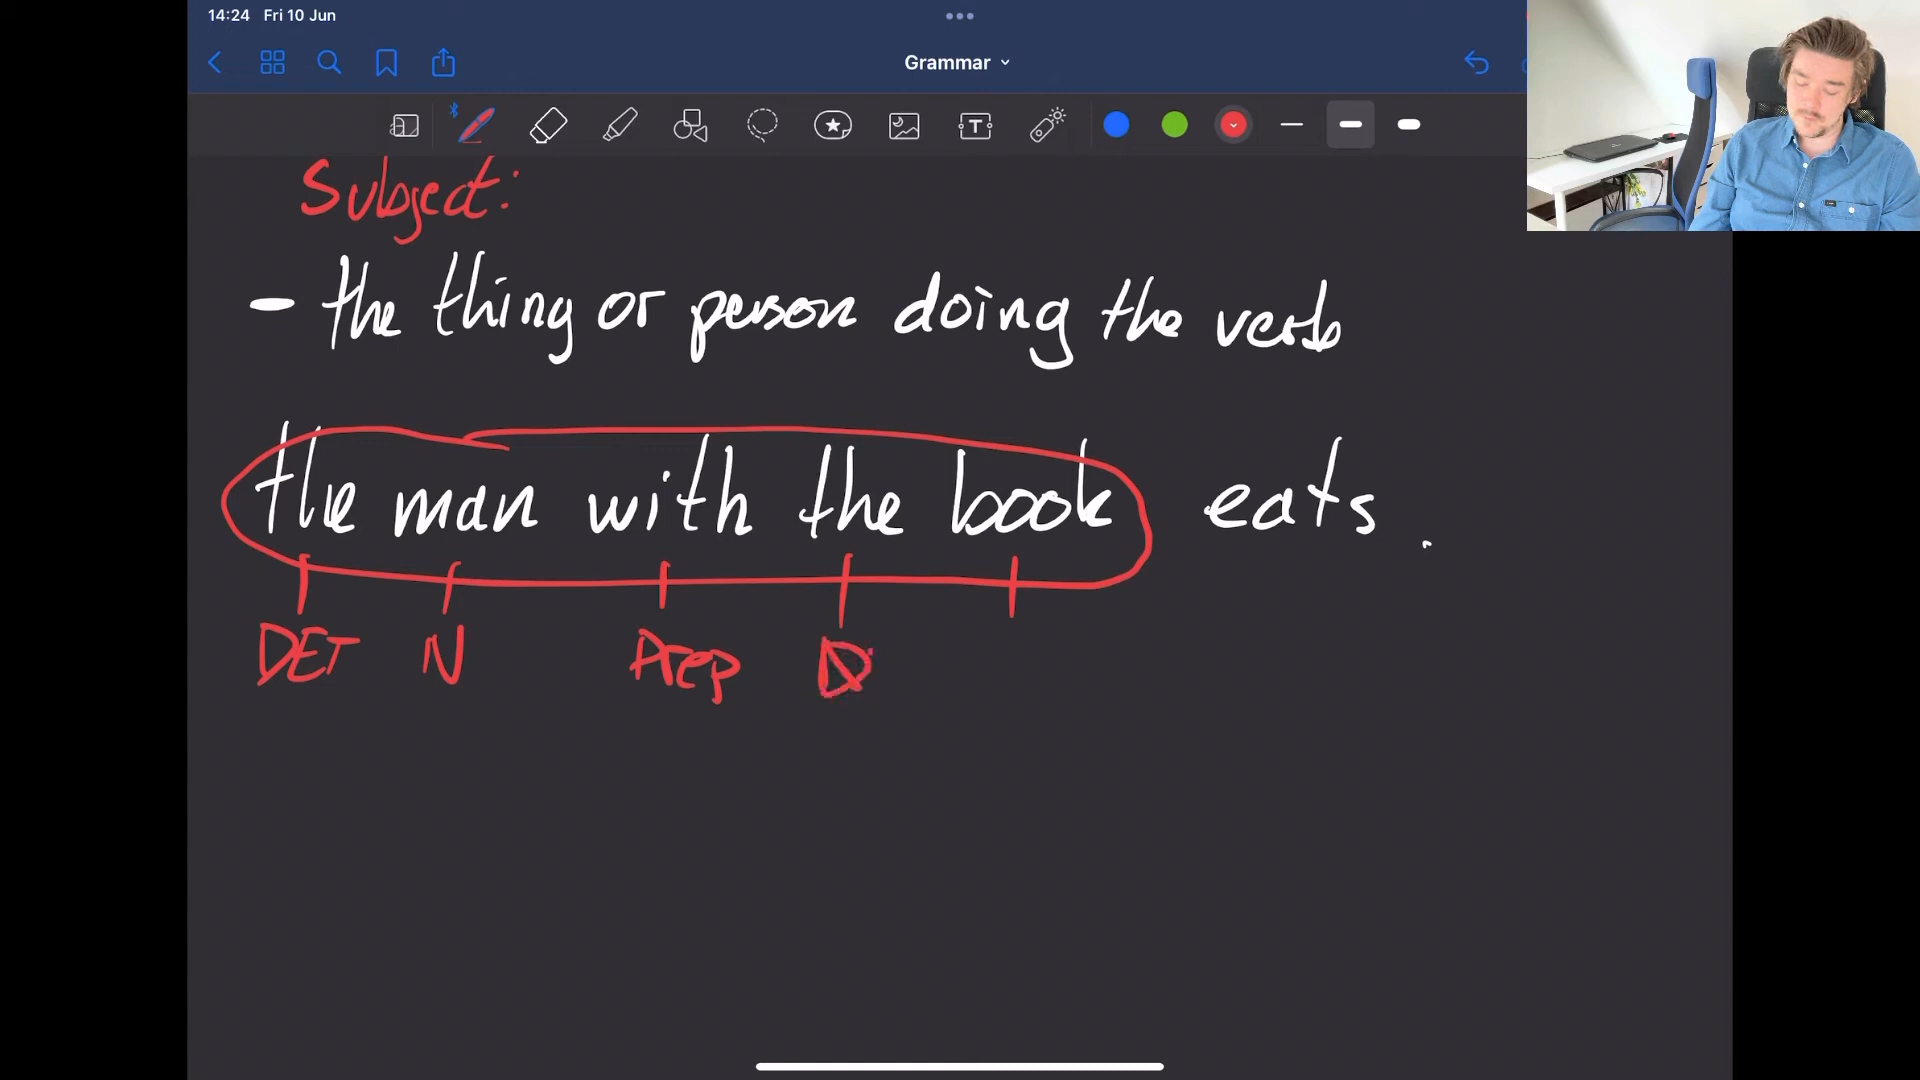 14:24 Fri 10 Jun
Grammar
Subject:
- the thing or person doing the verb
the man with the book eats.
DET N Prep D